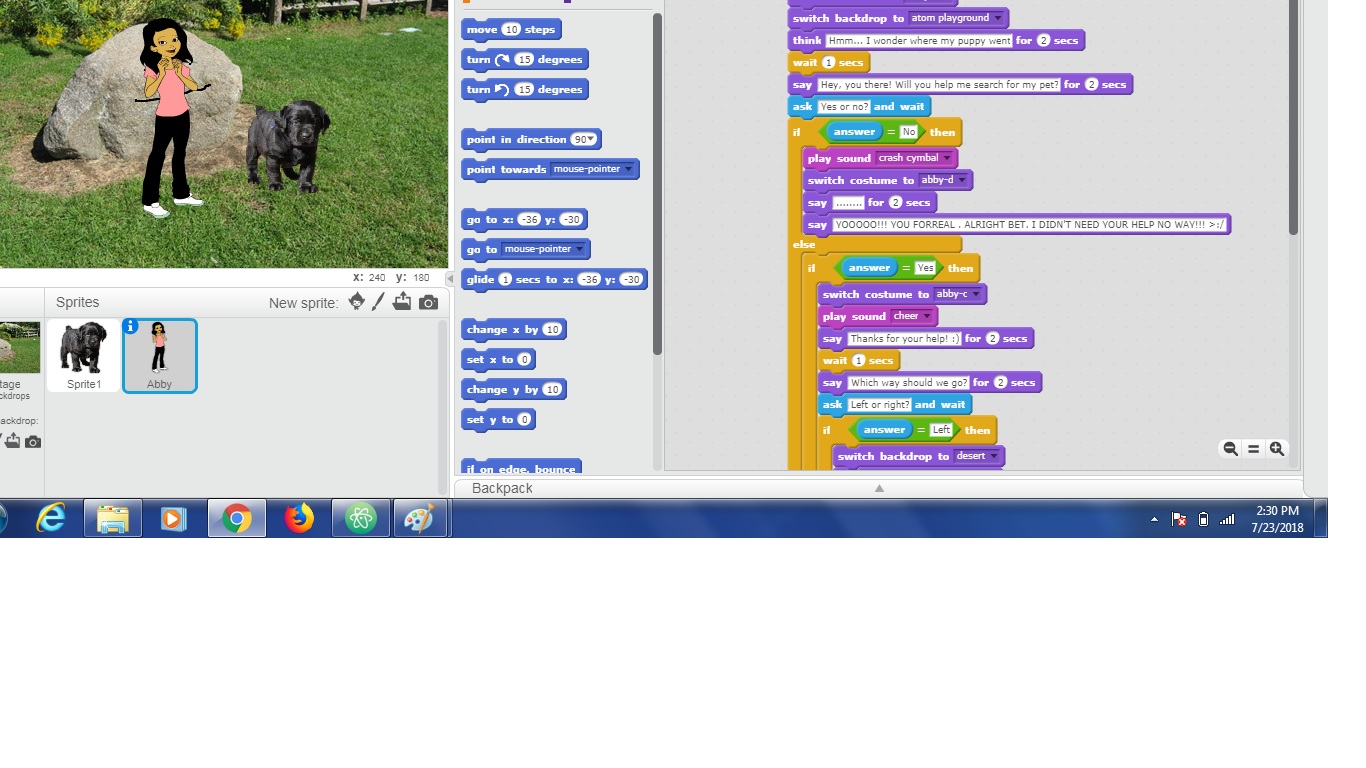 switch backdrop to atom playground
think Hmm... I wonder where my puppy went for 2 secs
wait 1 secs
say Hey, you there! Will you help me search for my pet? for 2 secs
ask Yes or no? and wait
if answer = No then
play sound crash cymbal
switch costume to abby-d
say ........ for 2 secs
say YOOOOO!!! YOU FORREAL . ALRIGHT BET. I DIDN'T NEED YOUR HELP NO WAY!!! >:/
else
if answer = Yes then
switch costume to abby-c
play sound cheer
say Thanks for your help! :) for 2 secs
wait 1 secs
say Which way should we go? for 2 secs
ask Left or right? and wait
if answer = Left then
switch backdrop to desert
move 10 steps
turn 15 degrees
turn 15 degrees
point in direction 90
point towards mouse-pointer
go to x: -36 y: -30
go to mouse-pointer
glide 1 secs to x: -36 y: -30
change x by 10
set x to 0
change y by 10
set y to 0
if on edge, bounce
x: 240 y: 180
Sprites
New sprite:
Sprite1
Abby
tage
ckdrops
ackdrop:
Backpack
2:30 PM
7/23/2018